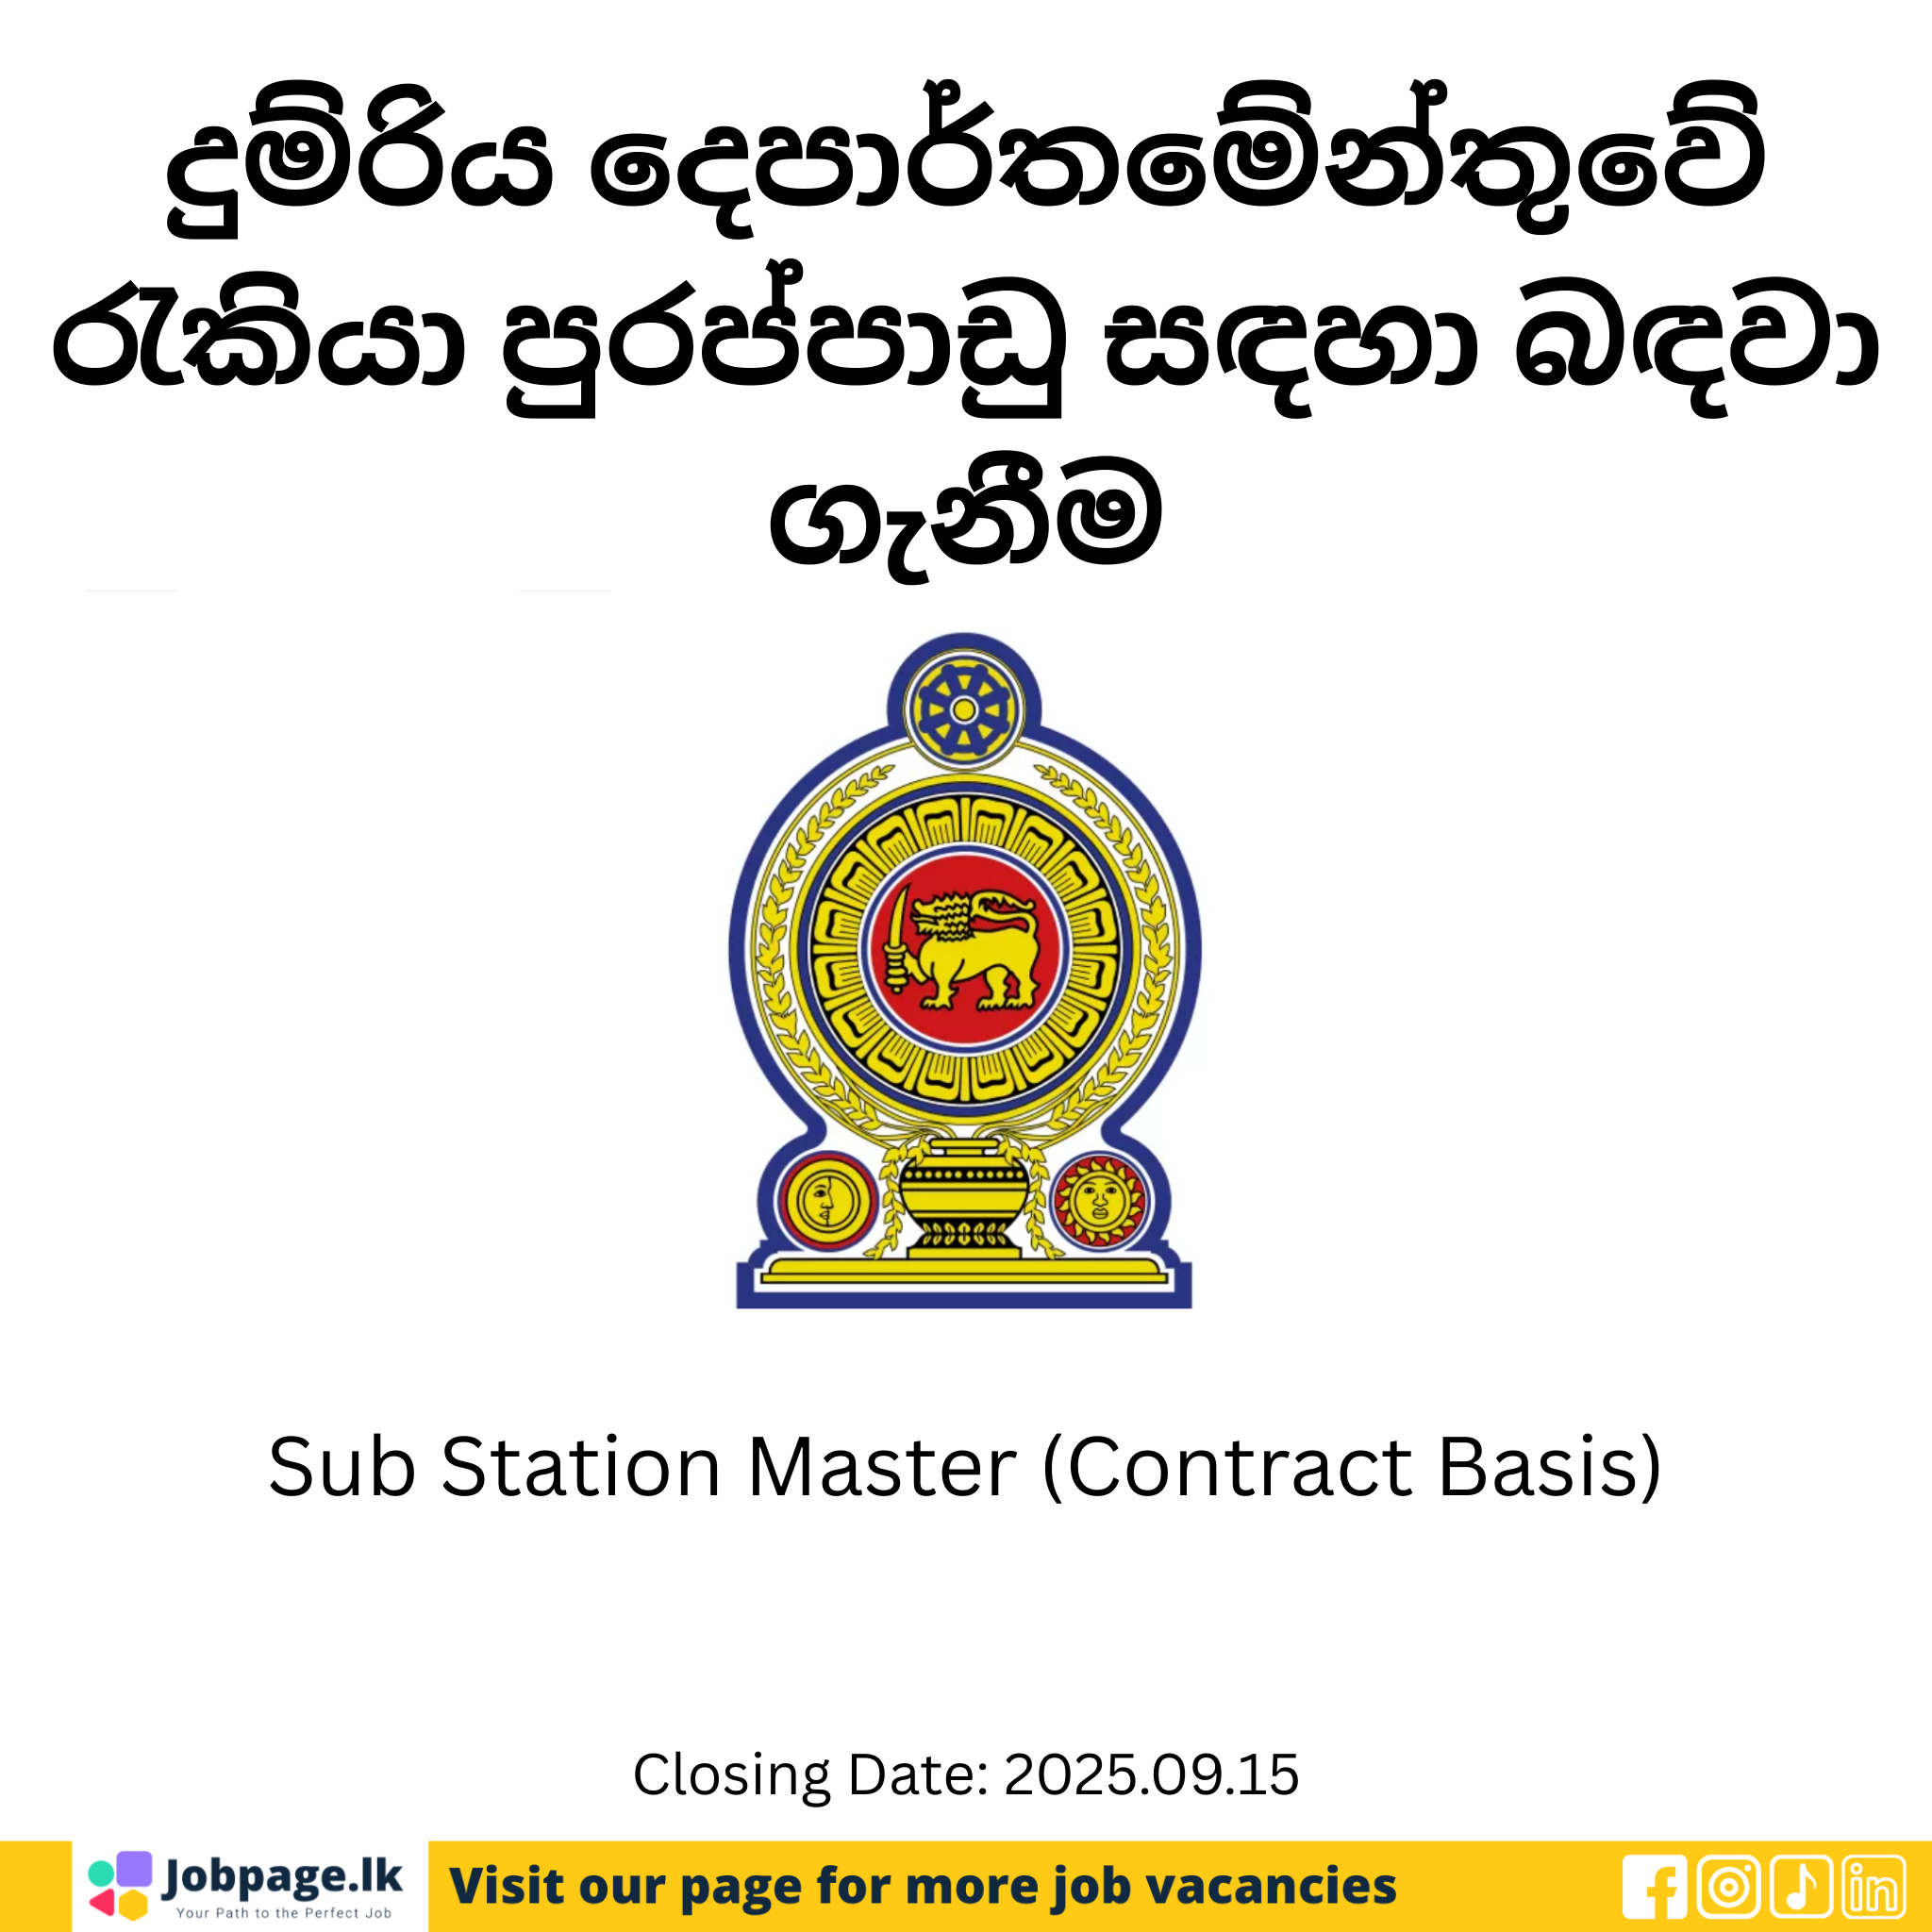 දුම්රිය දෙපාර්තමේන්තුවේ
රැකියා පුරප්පාඩු සඳහා බඳවා
ගැනීම
Sub Station Master (Contract Basis)
Closing Date: 2025.09.15
Jobpage.lk
Your Path to the Perfect Job
Visit our page for more job vacancies